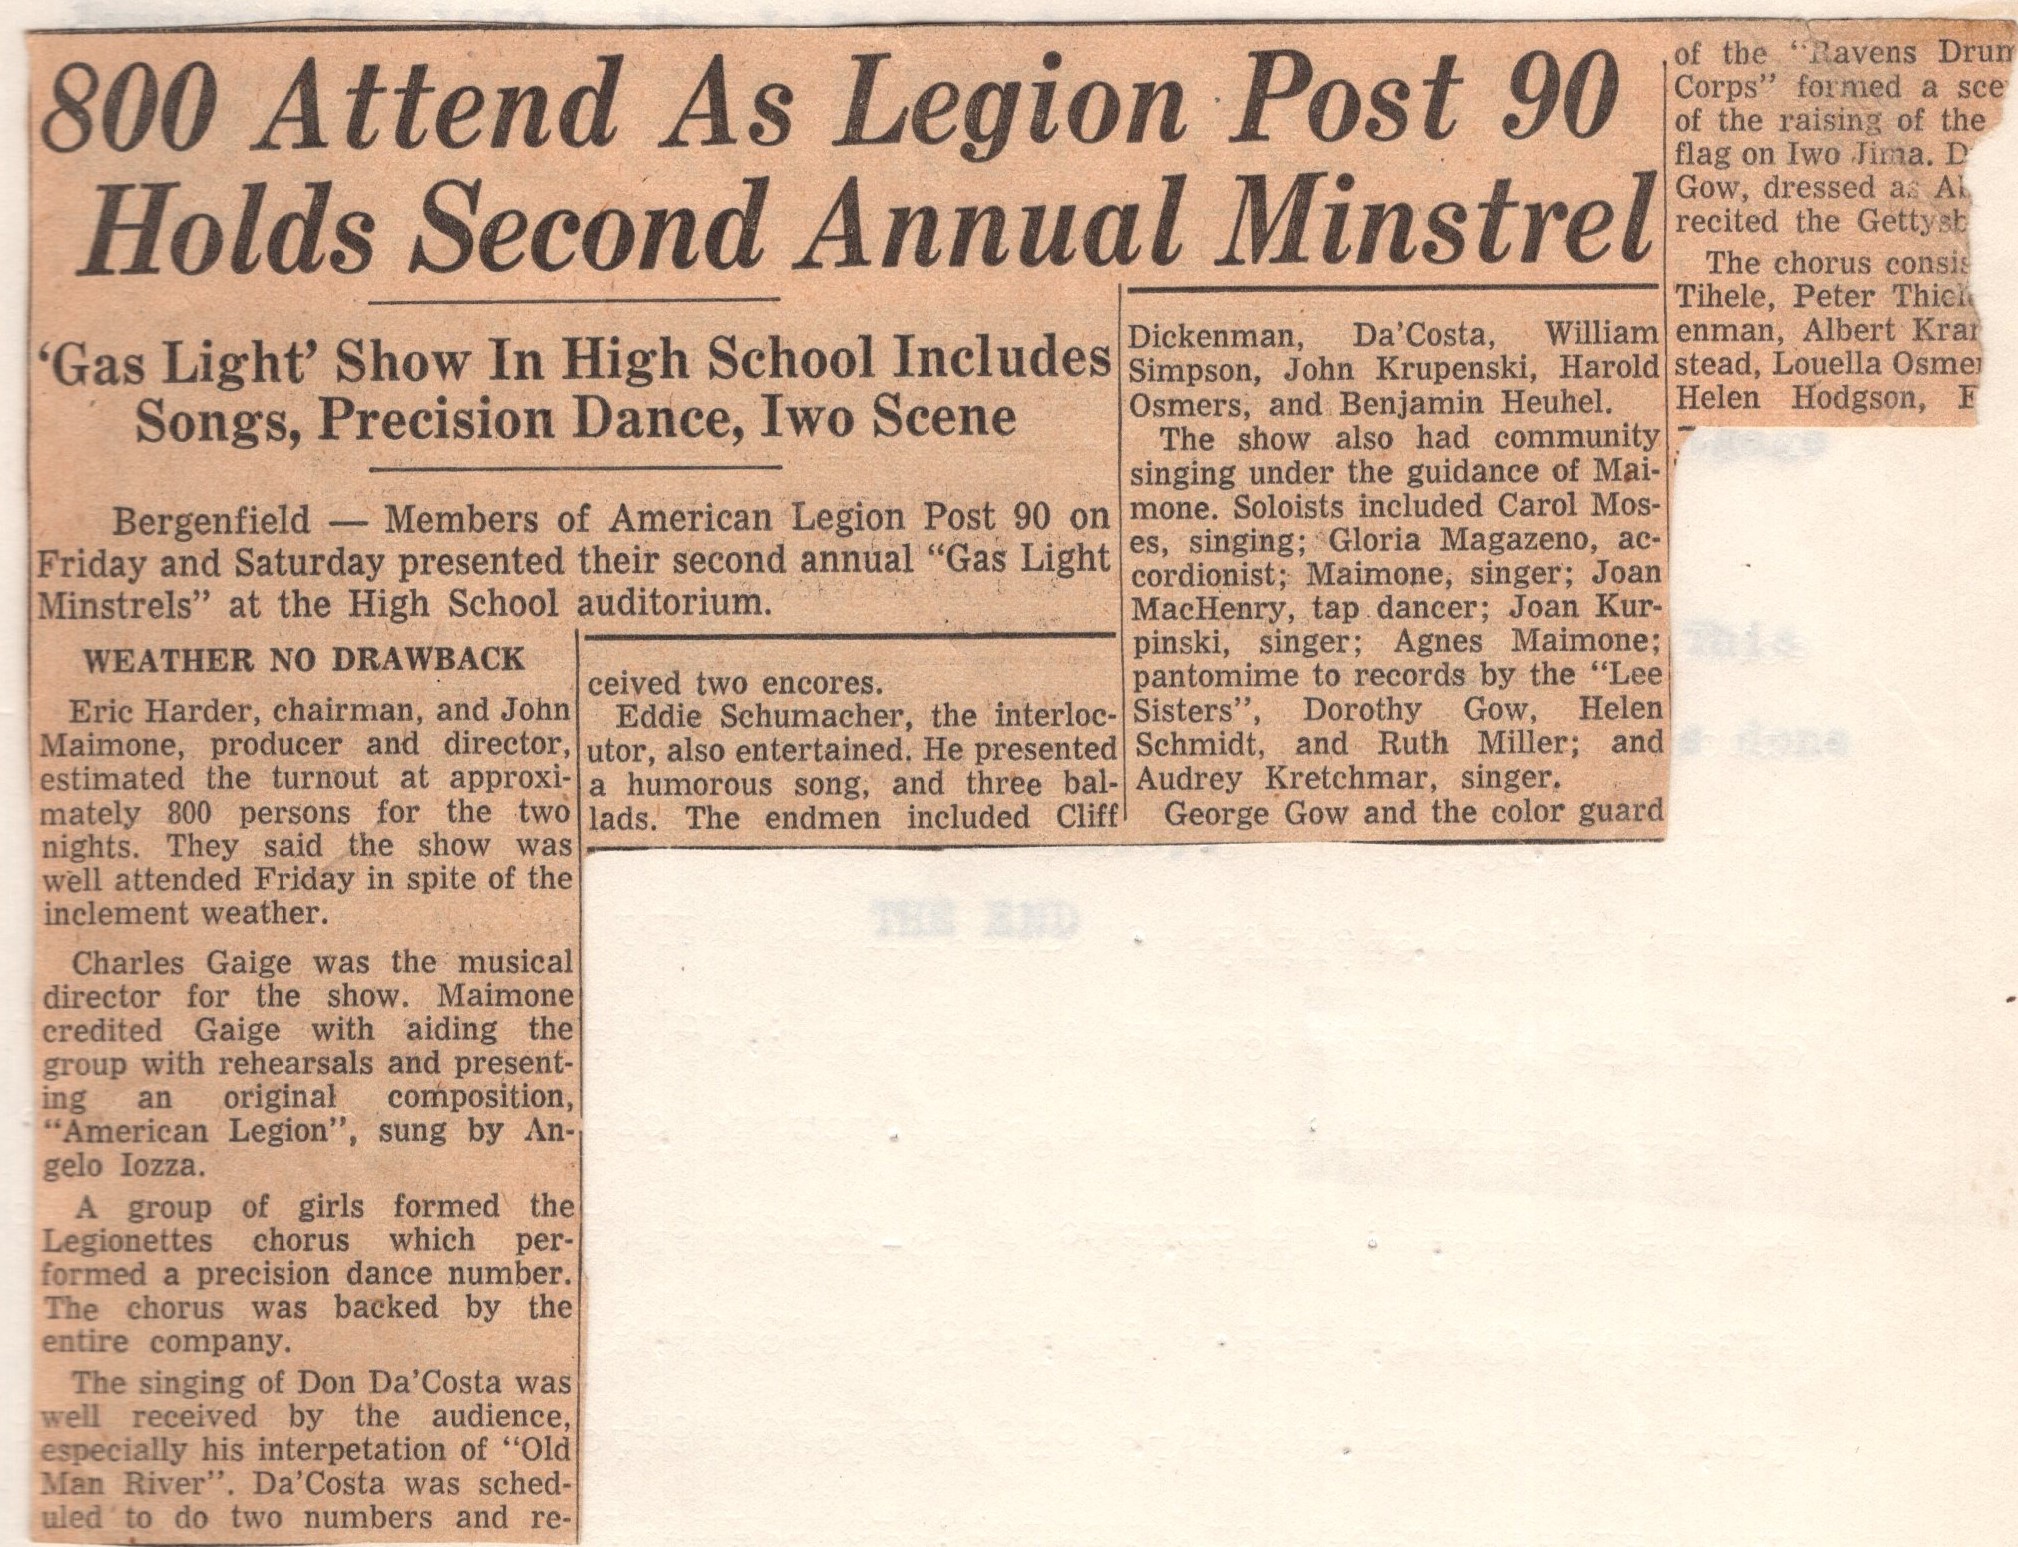 800 Attend As Legion Post 90
Holds Second Annual Minstrel
'Gas Light' Show In High School Includes
Songs, Precision Dance, Iwo Scene
Bergenfield — Members of American Legion Post 90 on
Friday and Saturday presented their second annual "Gas Light
Minstrels" at the High School auditorium.
WEATHER NO DRAWBACK
Eric Harder, chairman, and John
Maimone, producer and director,
estimated the turnout at approxi-
mately 800 persons for the two
nights. They said the show was
well attended Friday in spite of the
inclement weather.
Charles Gaige was the musical
director for the show. Maimone
credited Gaige with aiding the
group with rehearsals and present-
ing an original composition,
"American Legion", sung by An-
gelo Iozza.
A group of girls formed the
Legionettes chorus which per-
formed a precision dance number.
The chorus was backed by the
entire company.
The singing of Don Da'Costa was
well received by the audience,
especially his interpetation of "Old
Man River". Da'Costa was sched-
uled to do two numbers and re-
ceived two encores.
Eddie Schumacher, the interloc-
utor, also entertained. He presented
a humorous song, and three bal-
lads. The endmen included Cliff
Dickenman, Da'Costa, William
Simpson, John Krupenski, Harold
Osmers, and Benjamin Heuhel.
The show also had community
singing under the guidance of Mai-
mone. Soloists included Carol Mos-
es, singing; Gloria Magazeno, ac-
cordionist; Maimone, singer; Joan
MacHenry, tap dancer; Joan Kur-
pinski, singer; Agnes Maimone;
pantomime to records by the "Lee
Sisters", Dorothy Gow, Helen
Schmidt, and Ruth Miller; and
Audrey Kretchmar, singer.
George Gow and the color guard
of the "Ravens Drum
Corps" formed a sce
of the raising of the
flag on Iwo Jima.
Gow, dressed as
recited the
The chorus
Tihele, Peter
enman, Albert
stead, Louella
Helen Hodgson,
This
done
THE END